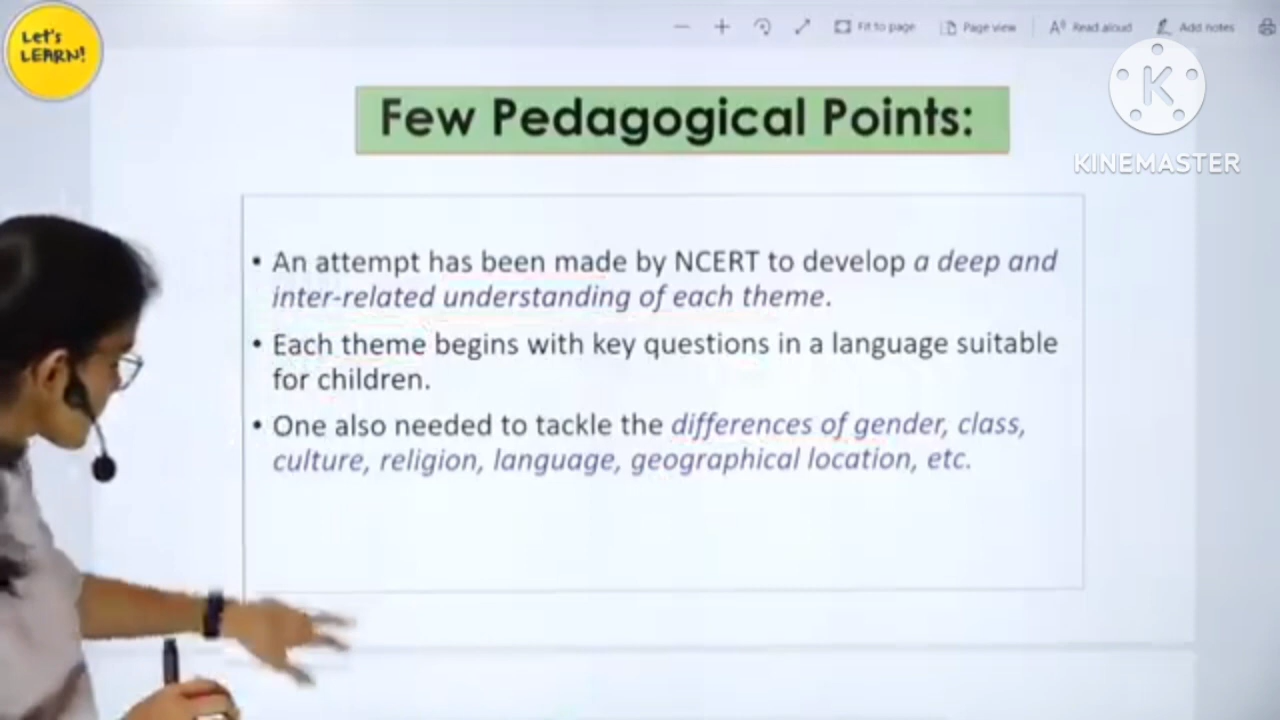 Let's
LEARN!
Fit to page
Page view
Read aloud
Add notes
KINEMASTER
Few Pedagogical Points:
• An attempt has been made by NCERT to develop a deep and
inter-related understanding of each theme.
• Each theme begins with key questions in a language suitable
for children.
• One also needed to tackle the differences of gender, class,
culture, religion, language, geographical location, etc.